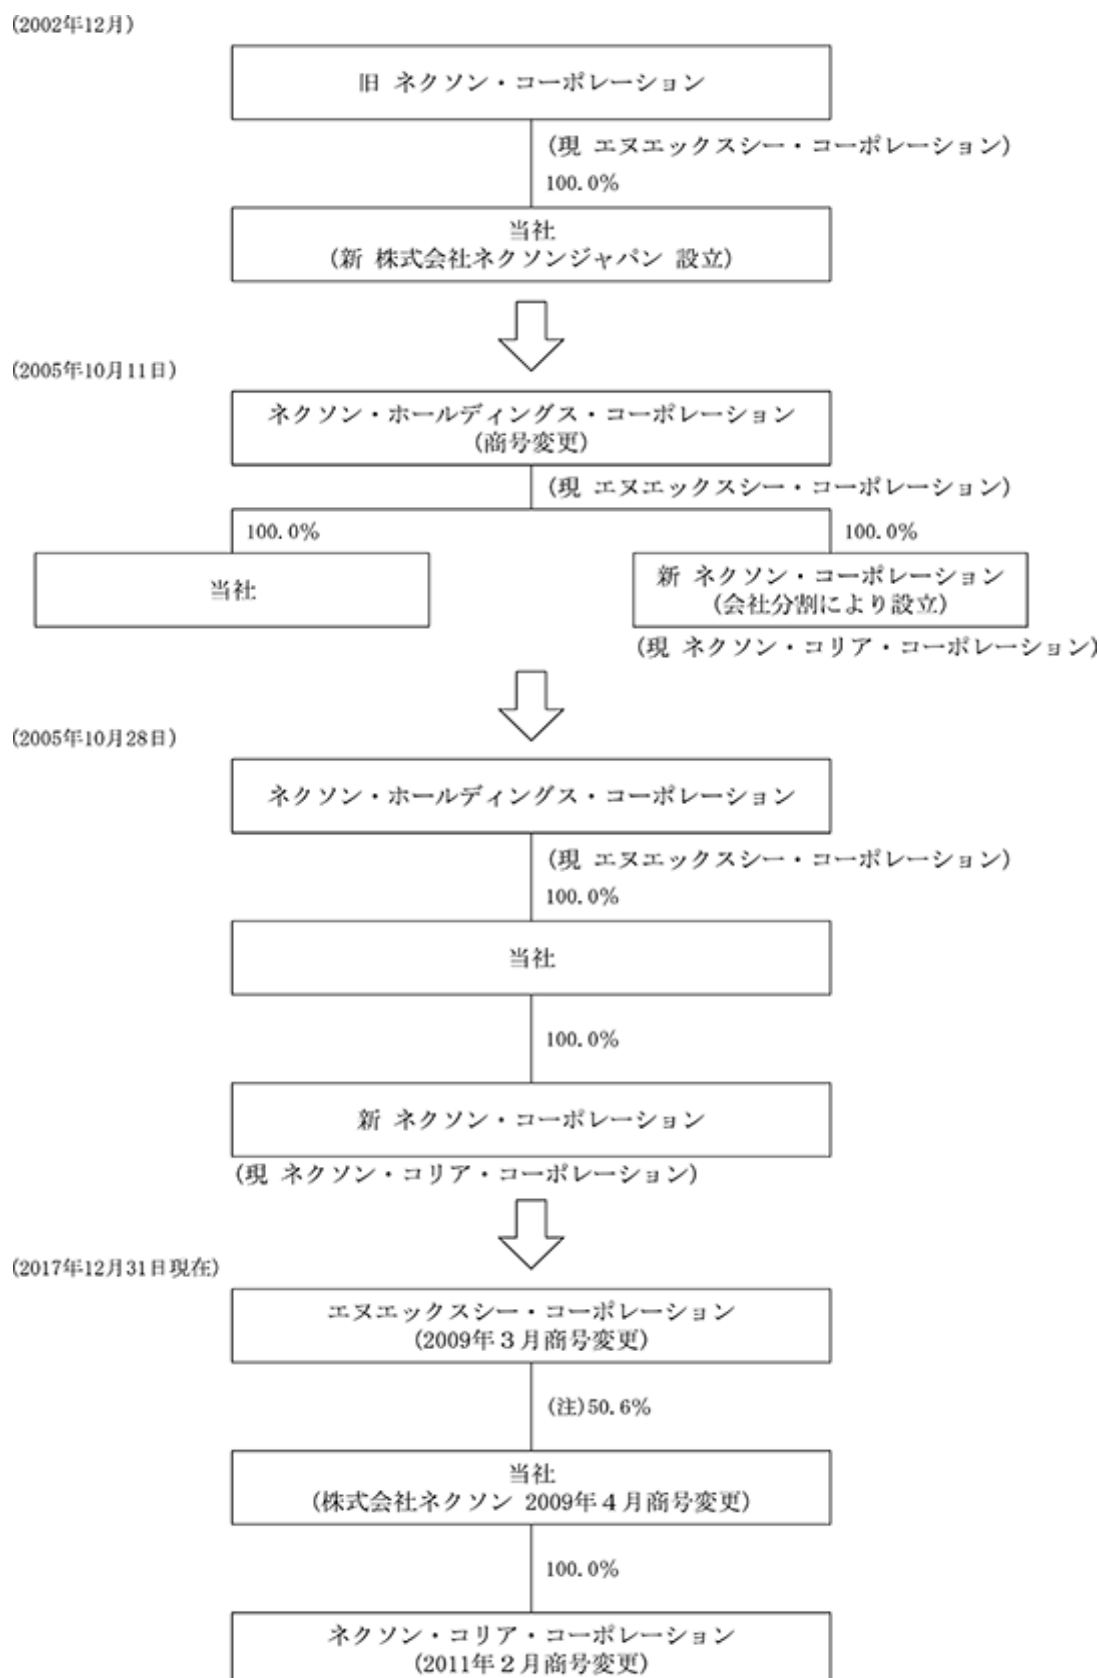 (2002年12月)
旧 ネクソン・コーポレーション
(現 エヌエックスシー・コーポレーション)
100.0%
当社
(新 株式会社ネクソンジャパン 設立)
(2005年10月11日)
ネクソン・ホールディングス・コーポレーション
(商号変更)
(現 エヌエックスシー・コーポレーション)
100.0%
100.0%
当社
新 ネクソン・コーポレーション
(会社分割により設立)
(現 ネクソン・コリア・コーポレーション)
(2005年10月28日)
ネクソン・ホールディングス・コーポレーション
(現 エヌエックスシー・コーポレーション)
100.0%
当社
100.0%
新 ネクソン・コーポレーション
(現 ネクソン・コリア・コーポレーション)
(2017年12月31日現在)
エヌエックスシー・コーポレーション
(2009年3月商号変更)
(注)50.6%
当社
(株式会社ネクソン 2009年4月商号変更)
100.0%
ネクソン・コリア・コーポレーション
(2011年2月商号変更)